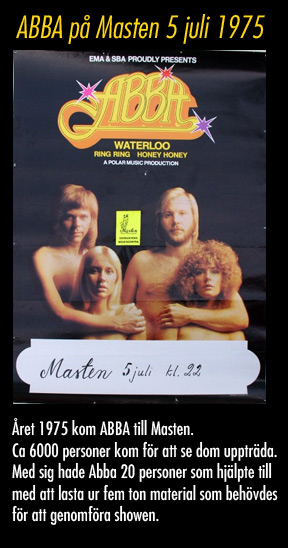 ABBA på Masten 5 juli 1975
EMA & SBA PROUDLY PRESENTS
ABBA
WATERLOO
RING RING HONEY HONEY
A POLAR MUSIC PRODUCTION
Masten
Masten 5 juli kl. 22
Året 1975 kom ABBA till Masten.
Ca 6000 personer kom för att se dom uppträda.
Med sig hade Abba 20 personer som hjälpte till
med att lasta ur fem ton material som behövdes
för att genomföra showen.